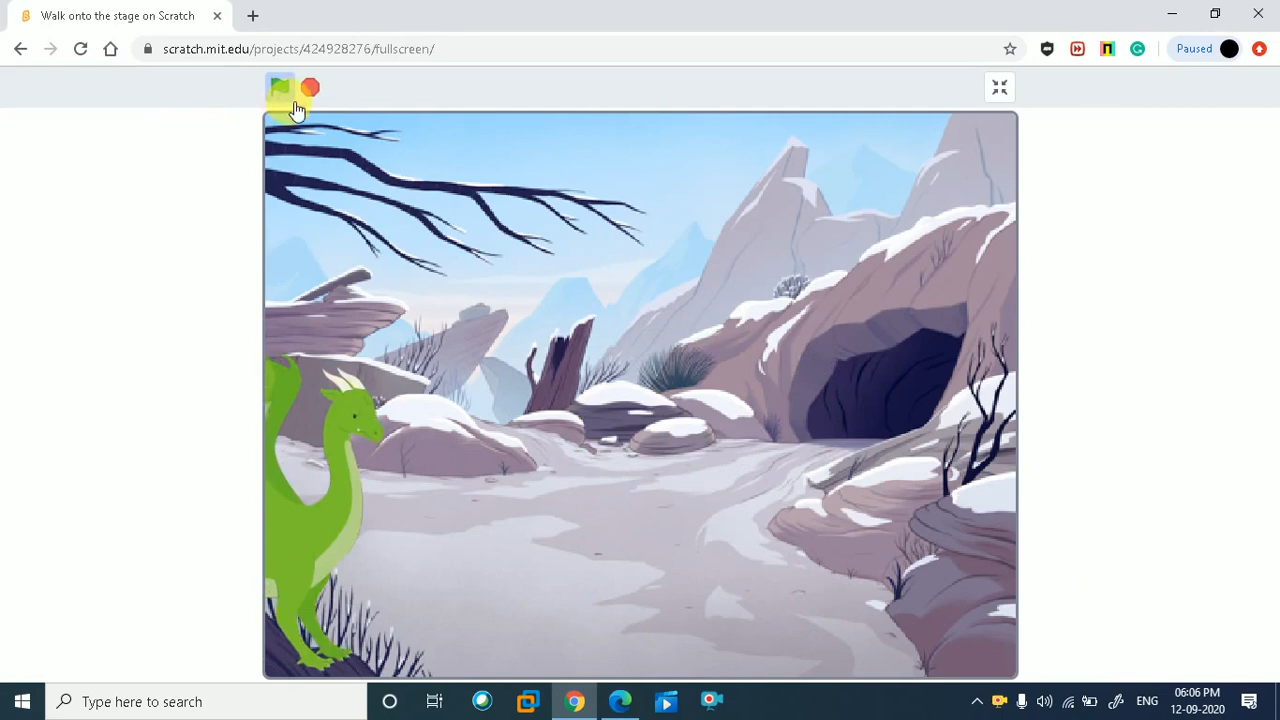 Walk onto the stage on Scratch
scratch.mit.edu/projects/424928276/fullscreen/
Paused
Type here to search
ENG
06:06 PM
12-09-2020